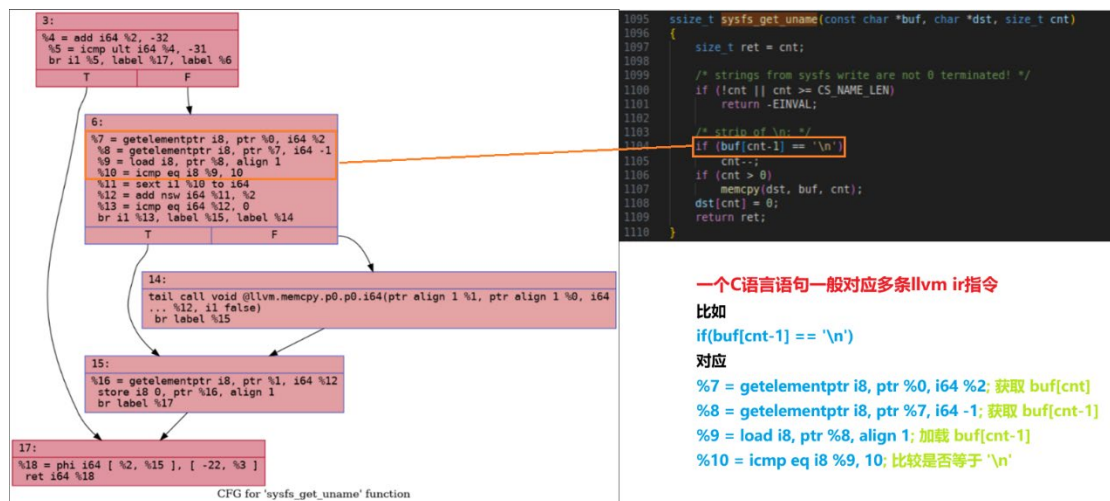 3:
%4 = add i64 %2, -32
%5 = icmp ult i64 %4, -31
br i1 %5, label %17, label %6
T
F
6:
%7 = getelementptr i8, ptr %0, i64 %2
%8 = getelementptr i8, ptr %7, i64 -1
%9 = load i8, ptr %8, align 1
%10 = icmp eq i8 %9, 10
%11 = sext i1 %10 to i64
%12 = add nsw i64 %11, %2
%13 = icmp eq i64 %12, 0
br i1 %13, label %15, label %14
T
F
14:
tail call void @llvm.memcpy.p0.p0.i64(ptr align 1 %1, ptr align 1 %0, i64
... %12, i1 false)
br label %15
15:
%16 = getelementptr i8, ptr %1, i64 %12
store i8 0, ptr %16, align 1
br label %17
17:
%18 = phi i64 [ %2, %15 ], [ -22, %3 ]
ret i64 %18
CFG for 'sysfs_get_uname' function
1095 ssize_t sysfs_get_uname(const char *buf, char *dst, size_t cnt)
1096 {
1097 size_t ret = cnt;
1098
1099 /* strings from sysfs write are not 0 terminated! */
1100 if (!cnt || cnt >= CS_NAME_LEN)
1101 return -EINVAL;
1102
1103 /* strip of \n: */
1104 if (buf[cnt-1] == '\n')
1105 cnt--;
1106 if (cnt > 0)
1107 memcpy(dst, buf, cnt);
1108 dst[cnt] = 0;
1109 return ret;
1110 }
一个C语言语句一般对应多条llvm ir指令
比如
if(buf[cnt-1] == '\n')
对应
%7 = getelementptr i8, ptr %0, i64 %2; 获取 buf[cnt]
%8 = getelementptr i8, ptr %7, i64 -1; 获取 buf[cnt-1]
%9 = load i8, ptr %8, align 1; 加载 buf[cnt-1]
%10 = icmp eq i8 %9, 10; 比较是否等于 '\n'